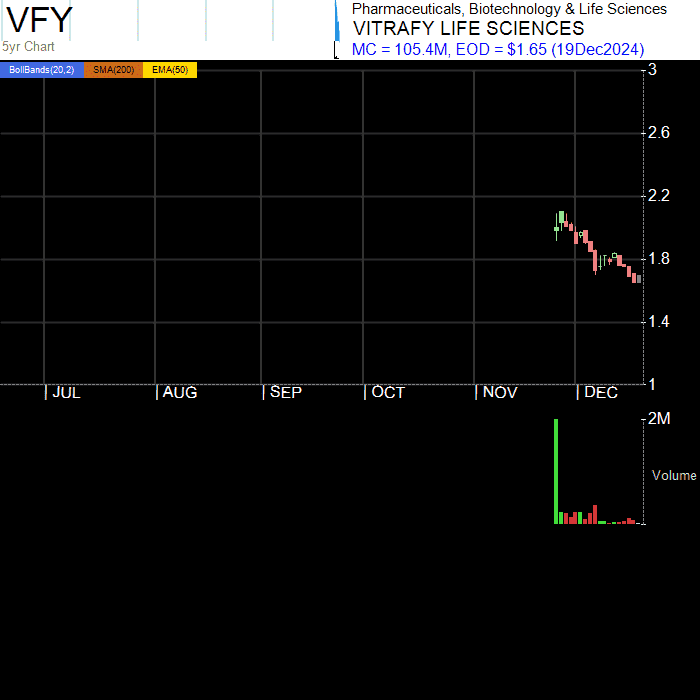 VFY
5yr Chart
Pharmaceuticals, Biotechnology & Life Sciences
VITRAFY LIFE SCIENCES
MC = 105.4M, EOD = $1.65 (19Dec2024)
BollBands(20,2) SMA(200) EMA(50)
3
2.6
2.2
1.8
1.4
1
| JUL | AUG | SEP | OCT | NOV | DEC
2M
Volume